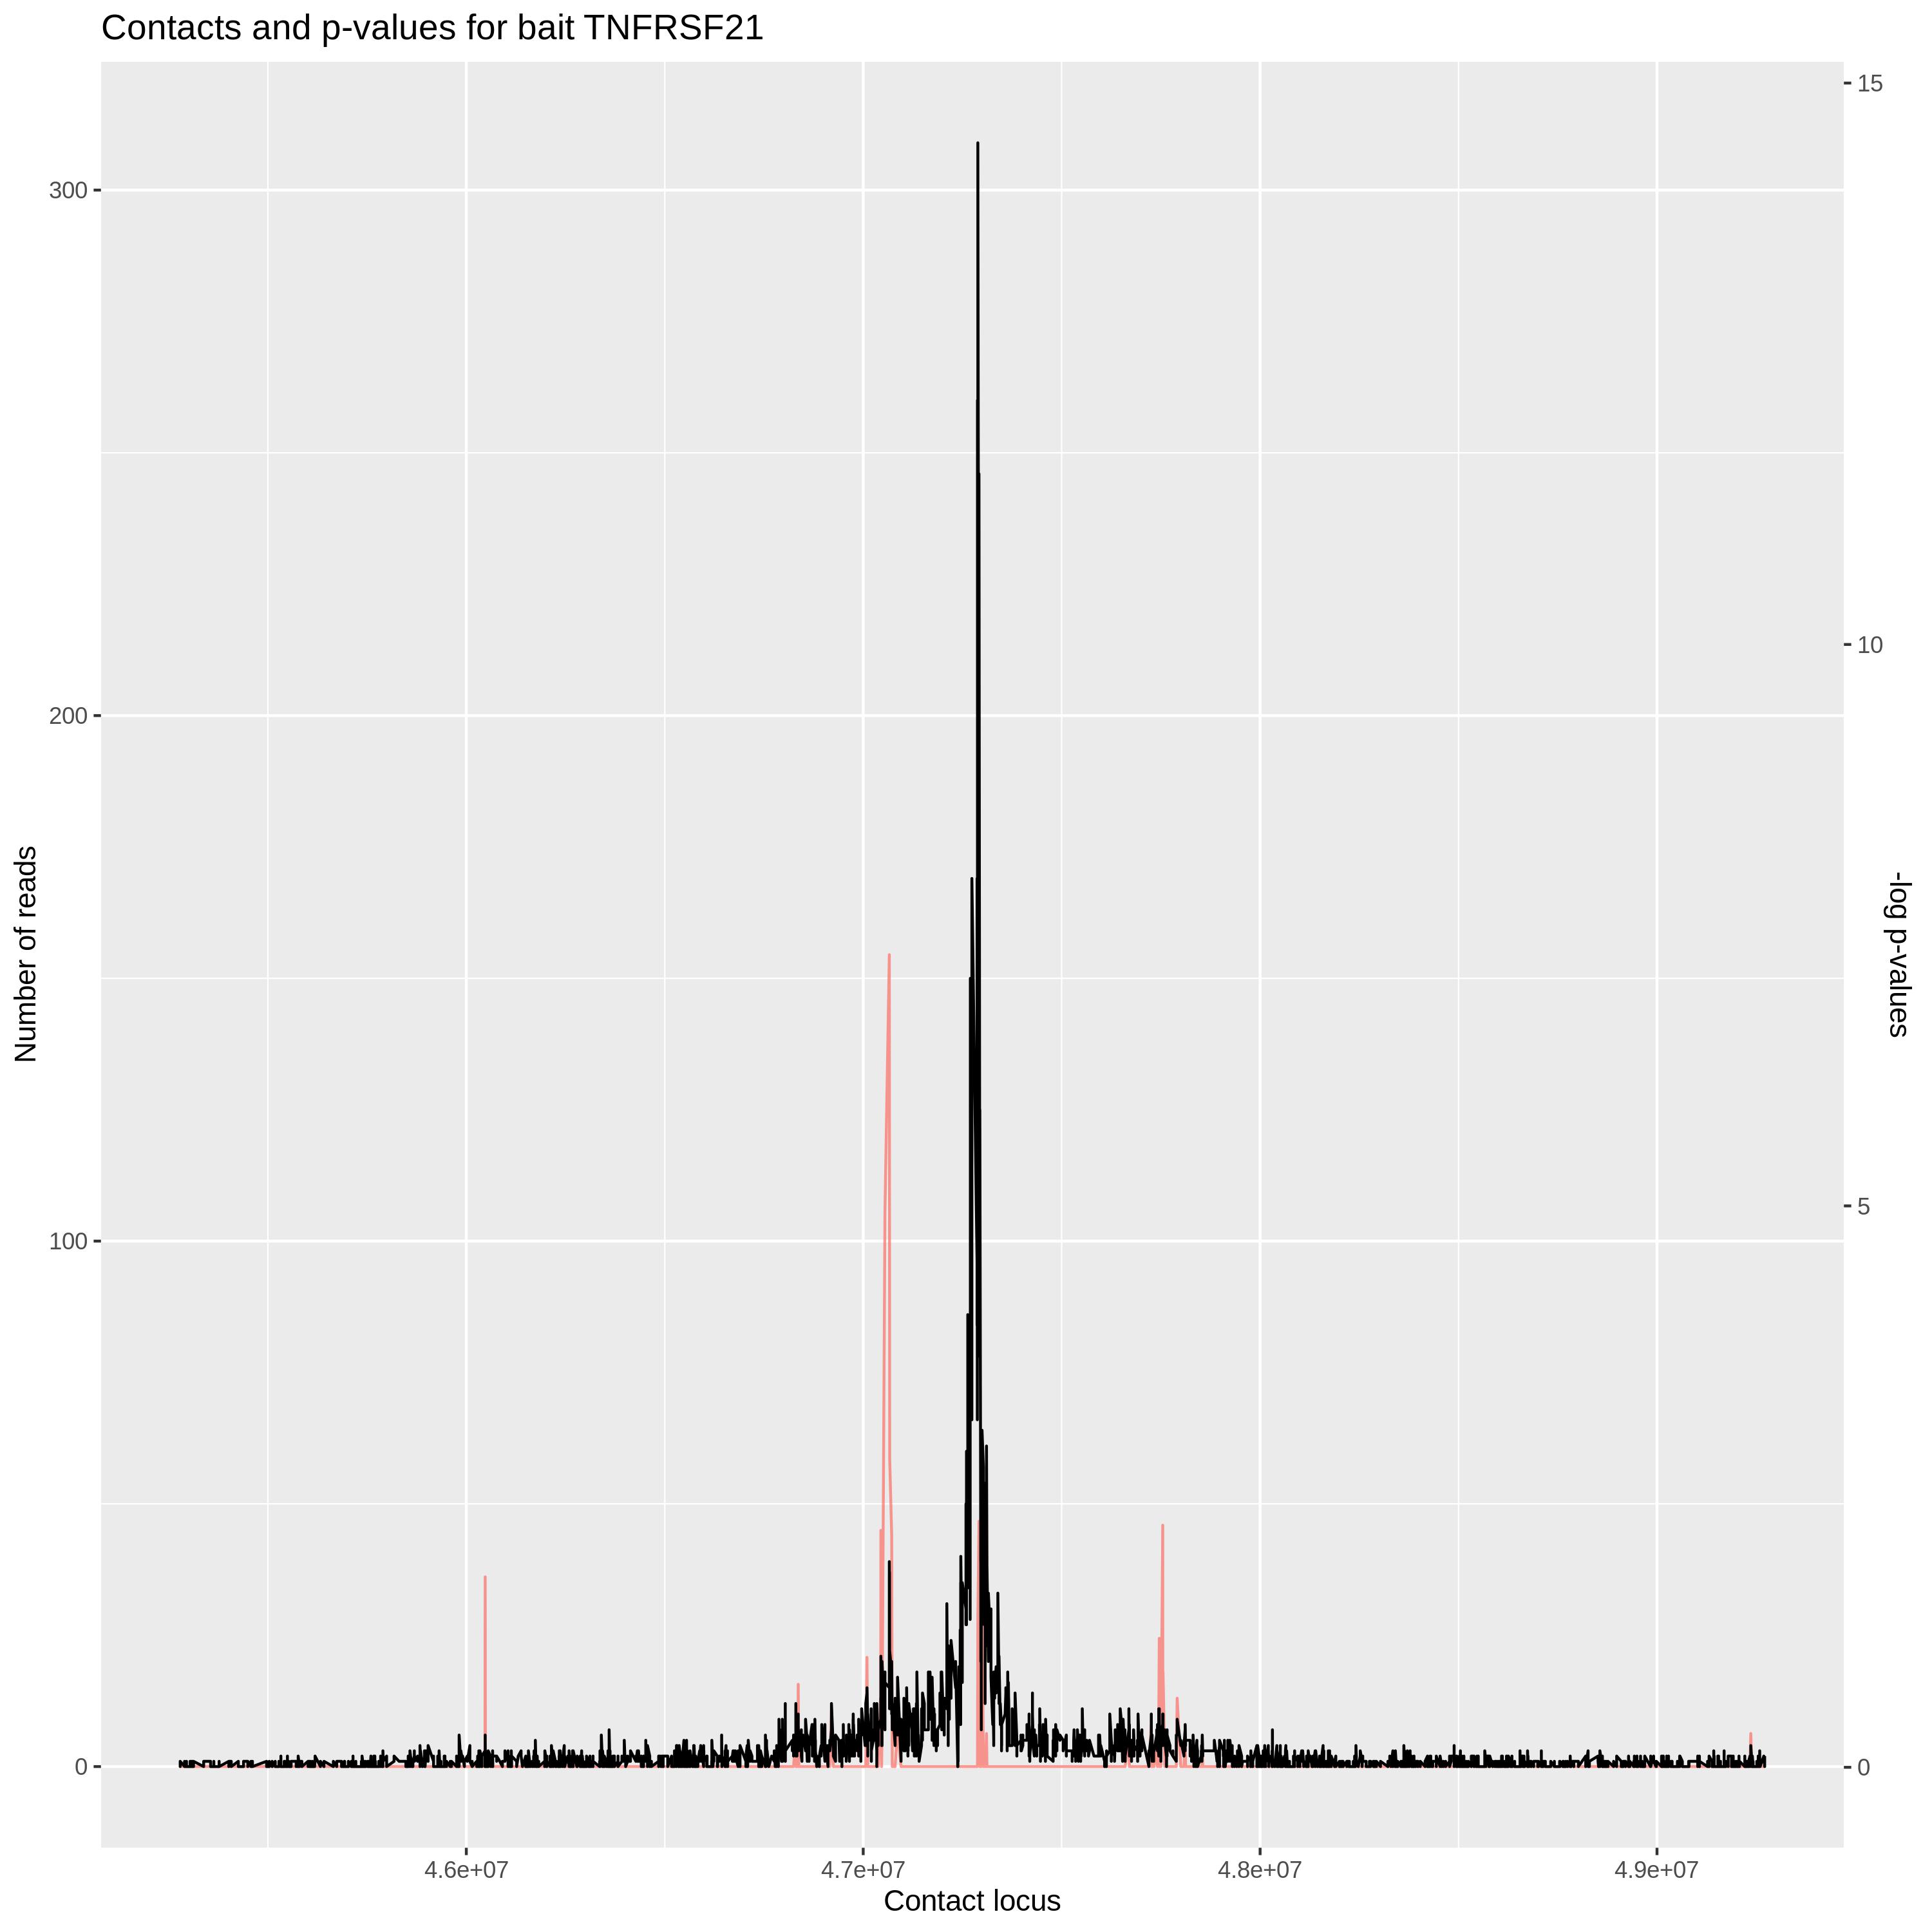 Contacts and p-values for bait TNFRSF21
300
200
100
0
Number of reads
15
10
5
0
-log p-values
4.6e+07
4.7e+07
4.8e+07
4.9e+07
Contact locus